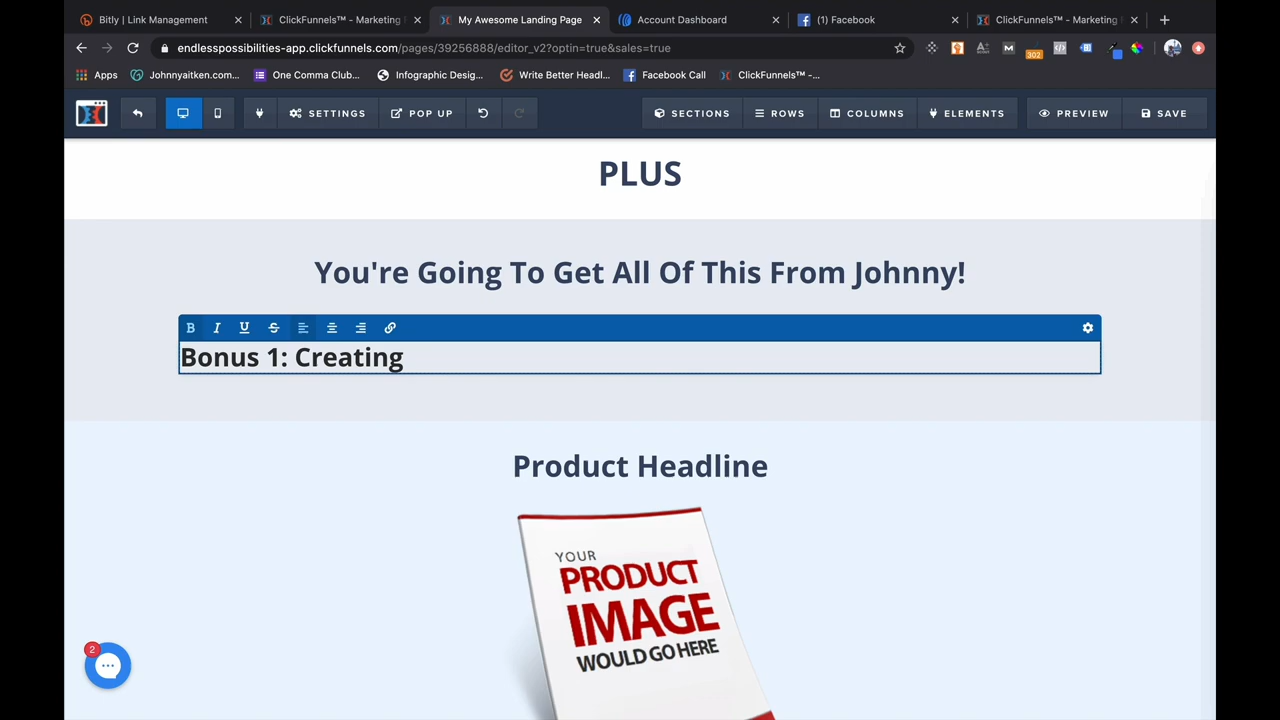 Bitly | Link Management
ClickFunnels™ - Marketing
My Awesome Landing Page
Account Dashboard
(1) Facebook
ClickFunnels™ - Marketing
endlesspossibilities-app.clickfunnels.com/pages/39256888/editor_v2?optin=true&sales=true
302
Apps
Johnnyaitken.com...
One Comma Club...
Infographic Desig...
Write Better Headl...
Facebook Call
ClickFunnels™ -...
SETTINGS
POP UP
SECTIONS
ROWS
COLUMNS
ELEMENTS
PREVIEW
SAVE
PLUS
You're Going To Get All Of This From Johnny!
B I U S
Bonus 1: Creating
Product Headline
YOUR
PRODUCT
IMAGE
WOULD GO HERE
2